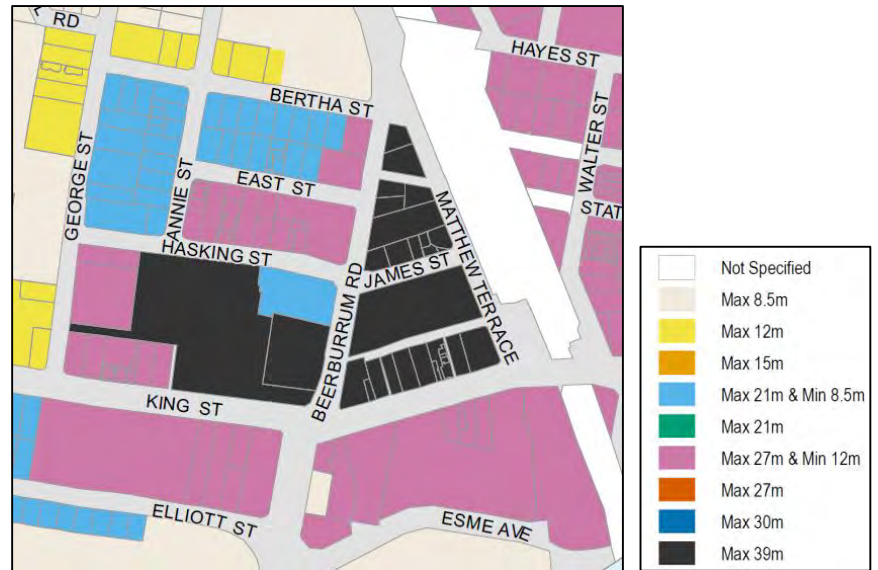 RD
HAYES ST
BERTHA ST
WALTER ST
GEORGE ST
ANNIE ST
EAST ST
STAT
MATTHEW TERRACE
HASKING ST
BEERBURRUM RD
JAMES ST
KING ST
ELLIOTT ST
ESME AVE
Not Specified
Max 8.5m
Max 12m
Max 15m
Max 21m & Min 8.5m
Max 21m
Max 27m & Min 12m
Max 27m
Max 30m
Max 39m